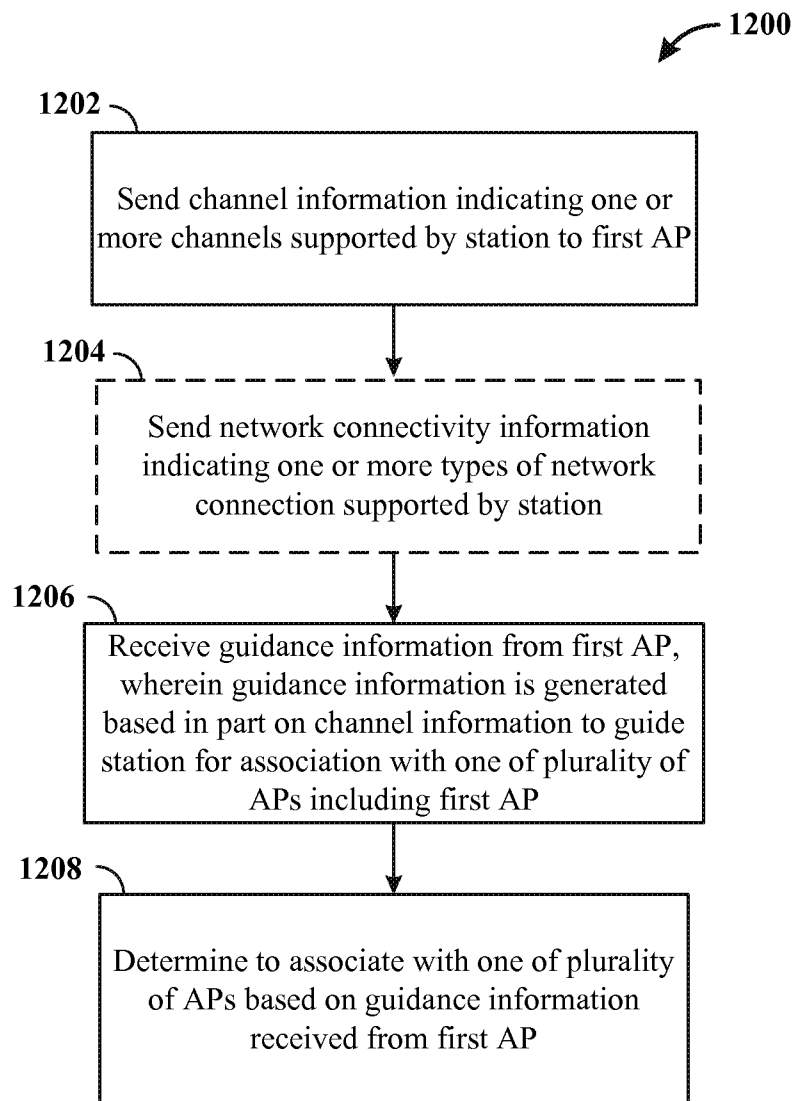 1200
1202
Send channel information indicating one or
more channels supported by station to first AP
1204
Send network connectivity information
indicating one or more types of network
connection supported by station
1206
Receive guidance information from first AP,
wherein guidance information is generated
based in part on channel information to guide
station for association with one of plurality of
APs including first AP
1208
Determine to associate with one of plurality
of APs based on guidance information
received from first AP